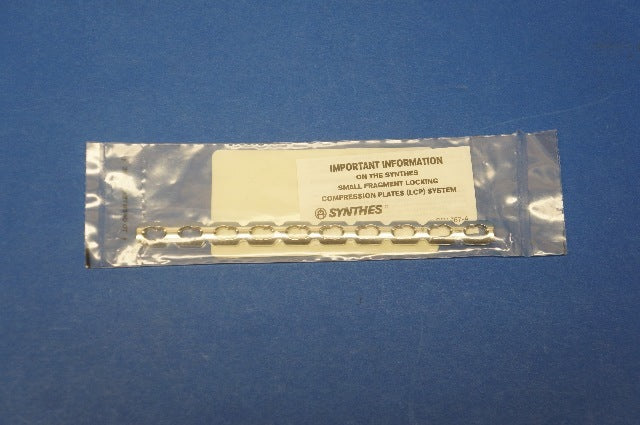 IMPORTANT INFORMATION
ON THE SYNTHES
SMALL FRAGMENT LOCKING
COMPRESSION PLATES (LCP) SYSTEM
SYNTHES